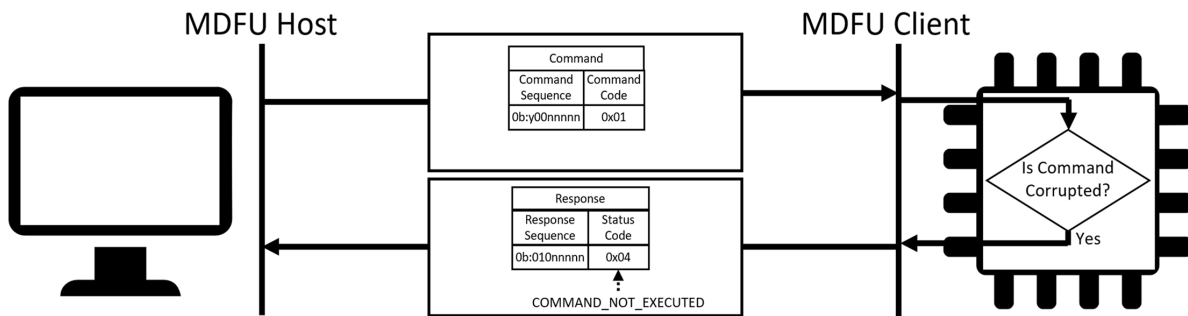 MDFU Host
MDFU Client
Command
Command Sequence
Command Code
0b:y00nnnnn
0x01
Is Command
Corrupted?
Yes
Response
Response Sequence
Status Code
0b:010nnnnn
0x04
COMMAND_NOT_EXECUTED